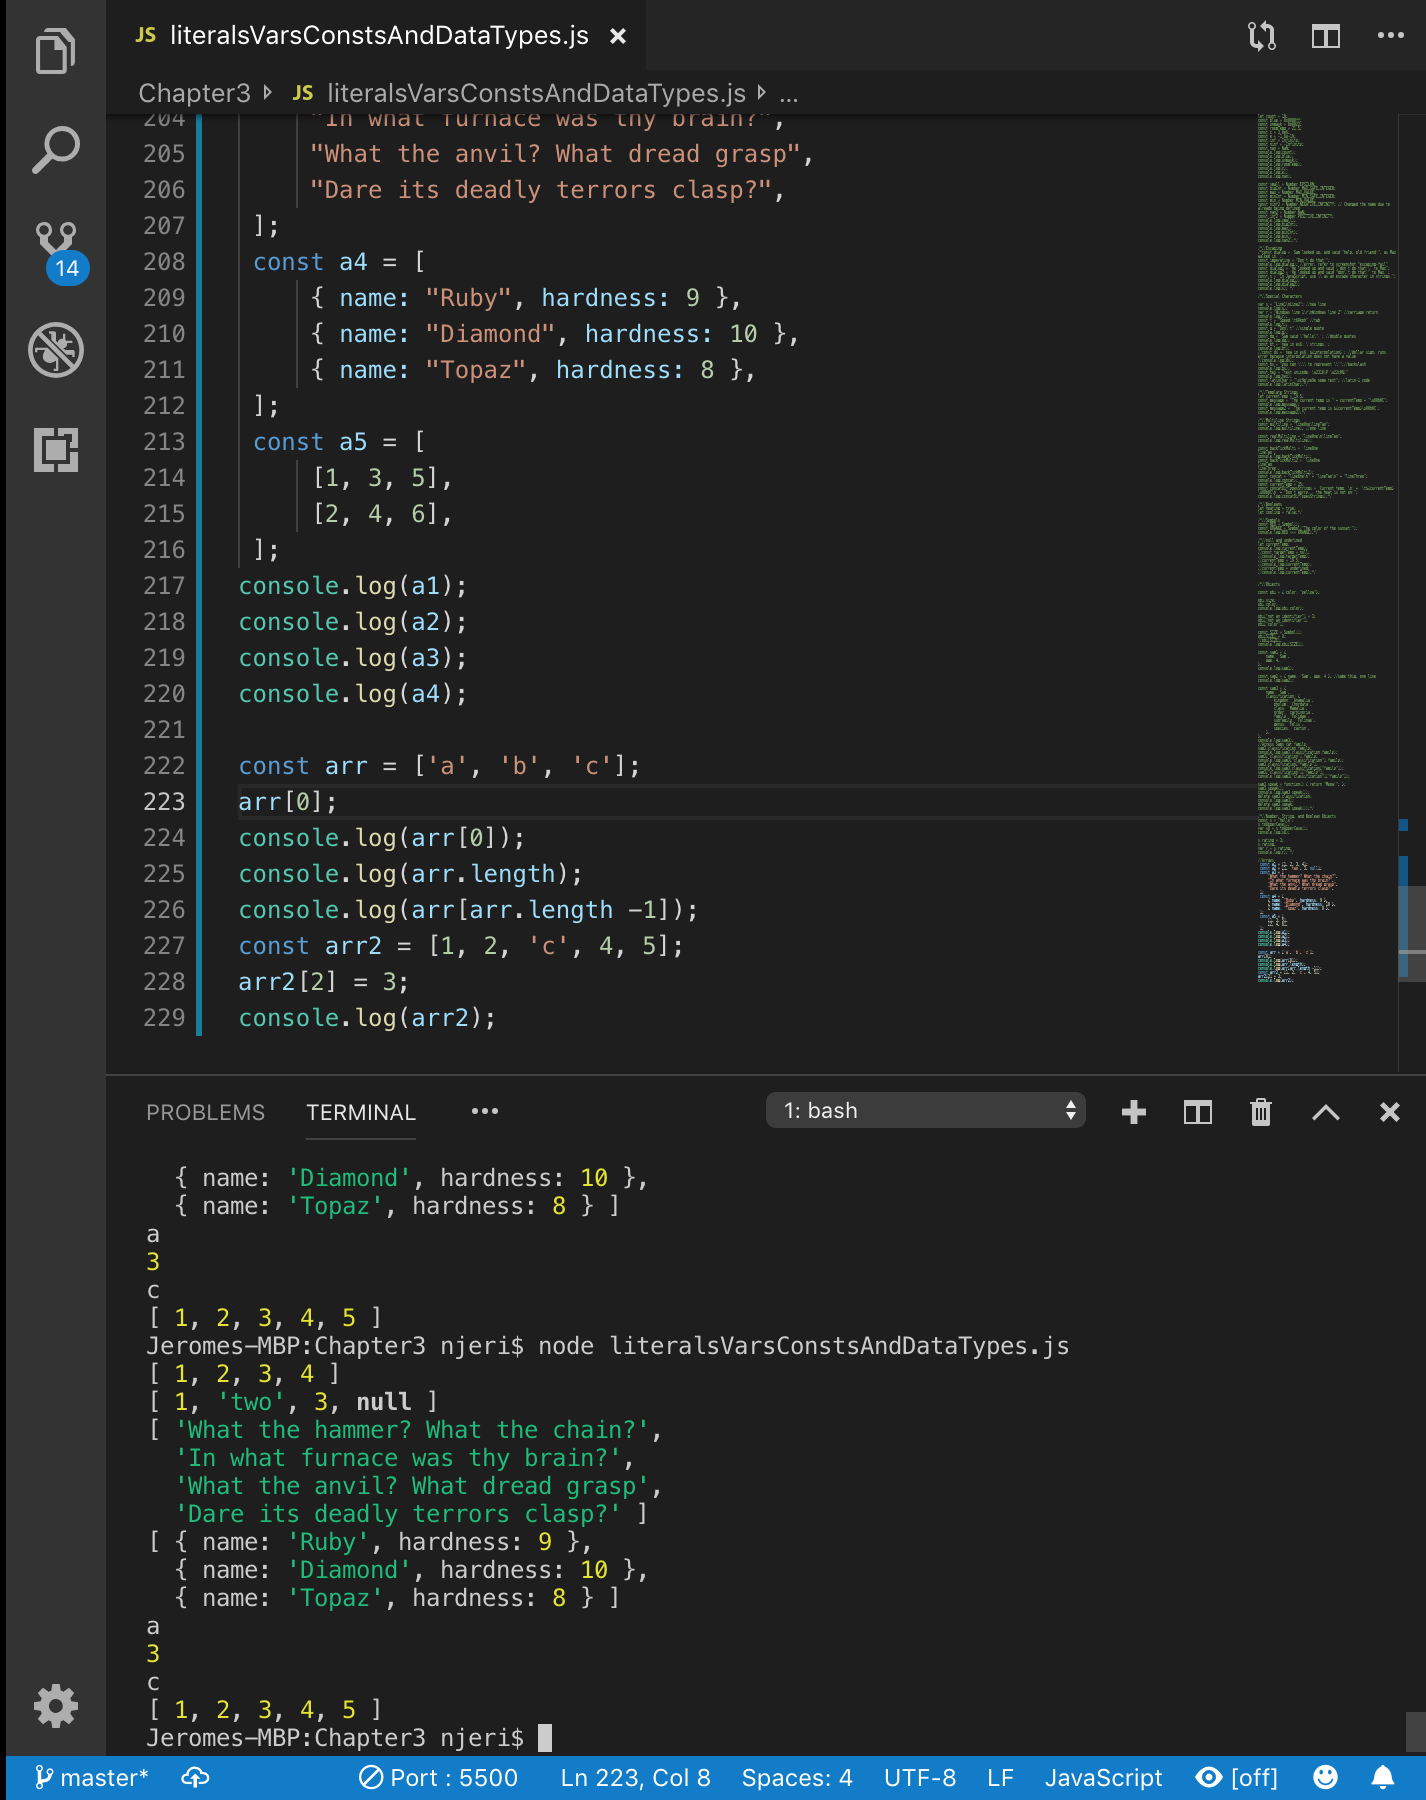 JS literalsVarsConstsAndDataTypes.js ×
Chapter3 JS literalsVarsConstsAndDataTypes.js ...
204 "In what furnace was thy brain?",
205 "What the anvil? What dread grasp",
206 "Dare its deadly terrors clasp?",
207 ];
208 const a4 = [
209 { name: "Ruby", hardness: 9 },
210 { name: "Diamond", hardness: 10 },
211 { name: "Topaz", hardness: 8 },
212 ];
213 const a5 = [
214 [1, 3, 5],
215 [2, 4, 6],
216 ];
217 console.log(a1);
218 console.log(a2);
219 console.log(a3);
220 console.log(a4);
221
222 const arr = ['a', 'b', 'c'];
223 arr[0];
224 console.log(arr[0]);
225 console.log(arr.length);
226 console.log(arr[arr.length -1]);
227 const arr2 = [1, 2, 'c', 4, 5];
228 arr2[2] = 3;
229 console.log(arr2);
14
PROBLEMS TERMINAL ... 1: bash
{ name: 'Diamond', hardness: 10 },
{ name: 'Topaz', hardness: 8 } ]
a
3
c
[ 1, 2, 3, 4, 5 ]
Jeromes-MBP:Chapter3 njeri$ node literalsVarsConstsAndDataTypes.js
[ 1, 2, 3, 4 ]
[ 1, 'two', 3, null ]
[ 'What the hammer? What the chain?',
'In what furnace was thy brain?',
'What the anvil? What dread grasp',
'Dare its deadly terrors clasp?' ]
[ { name: 'Ruby', hardness: 9 },
{ name: 'Diamond', hardness: 10 },
{ name: 'Topaz', hardness: 8 } ]
a
3
c
[ 1, 2, 3, 4, 5 ]
Jeromes-MBP:Chapter3 njeri$
master* Port : 5500 Ln 223, Col 8 Spaces: 4 UTF-8 LF JavaScript [off]